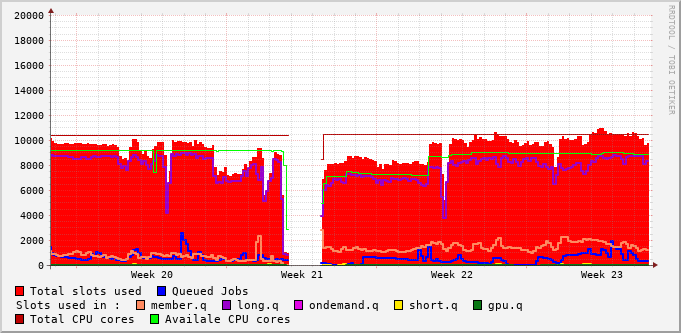 20000
18000
16000
14000
12000
10000
8000
6000
4000
2000
0
Week 20 Week 21 Week 22 Week 23
RRDTOOL / TOBI OETIKER
Total slots used Queued Jobs
Slots used in : member.q long.q ondemand.q short.q gpu.q
Total CPU cores Availale CPU cores